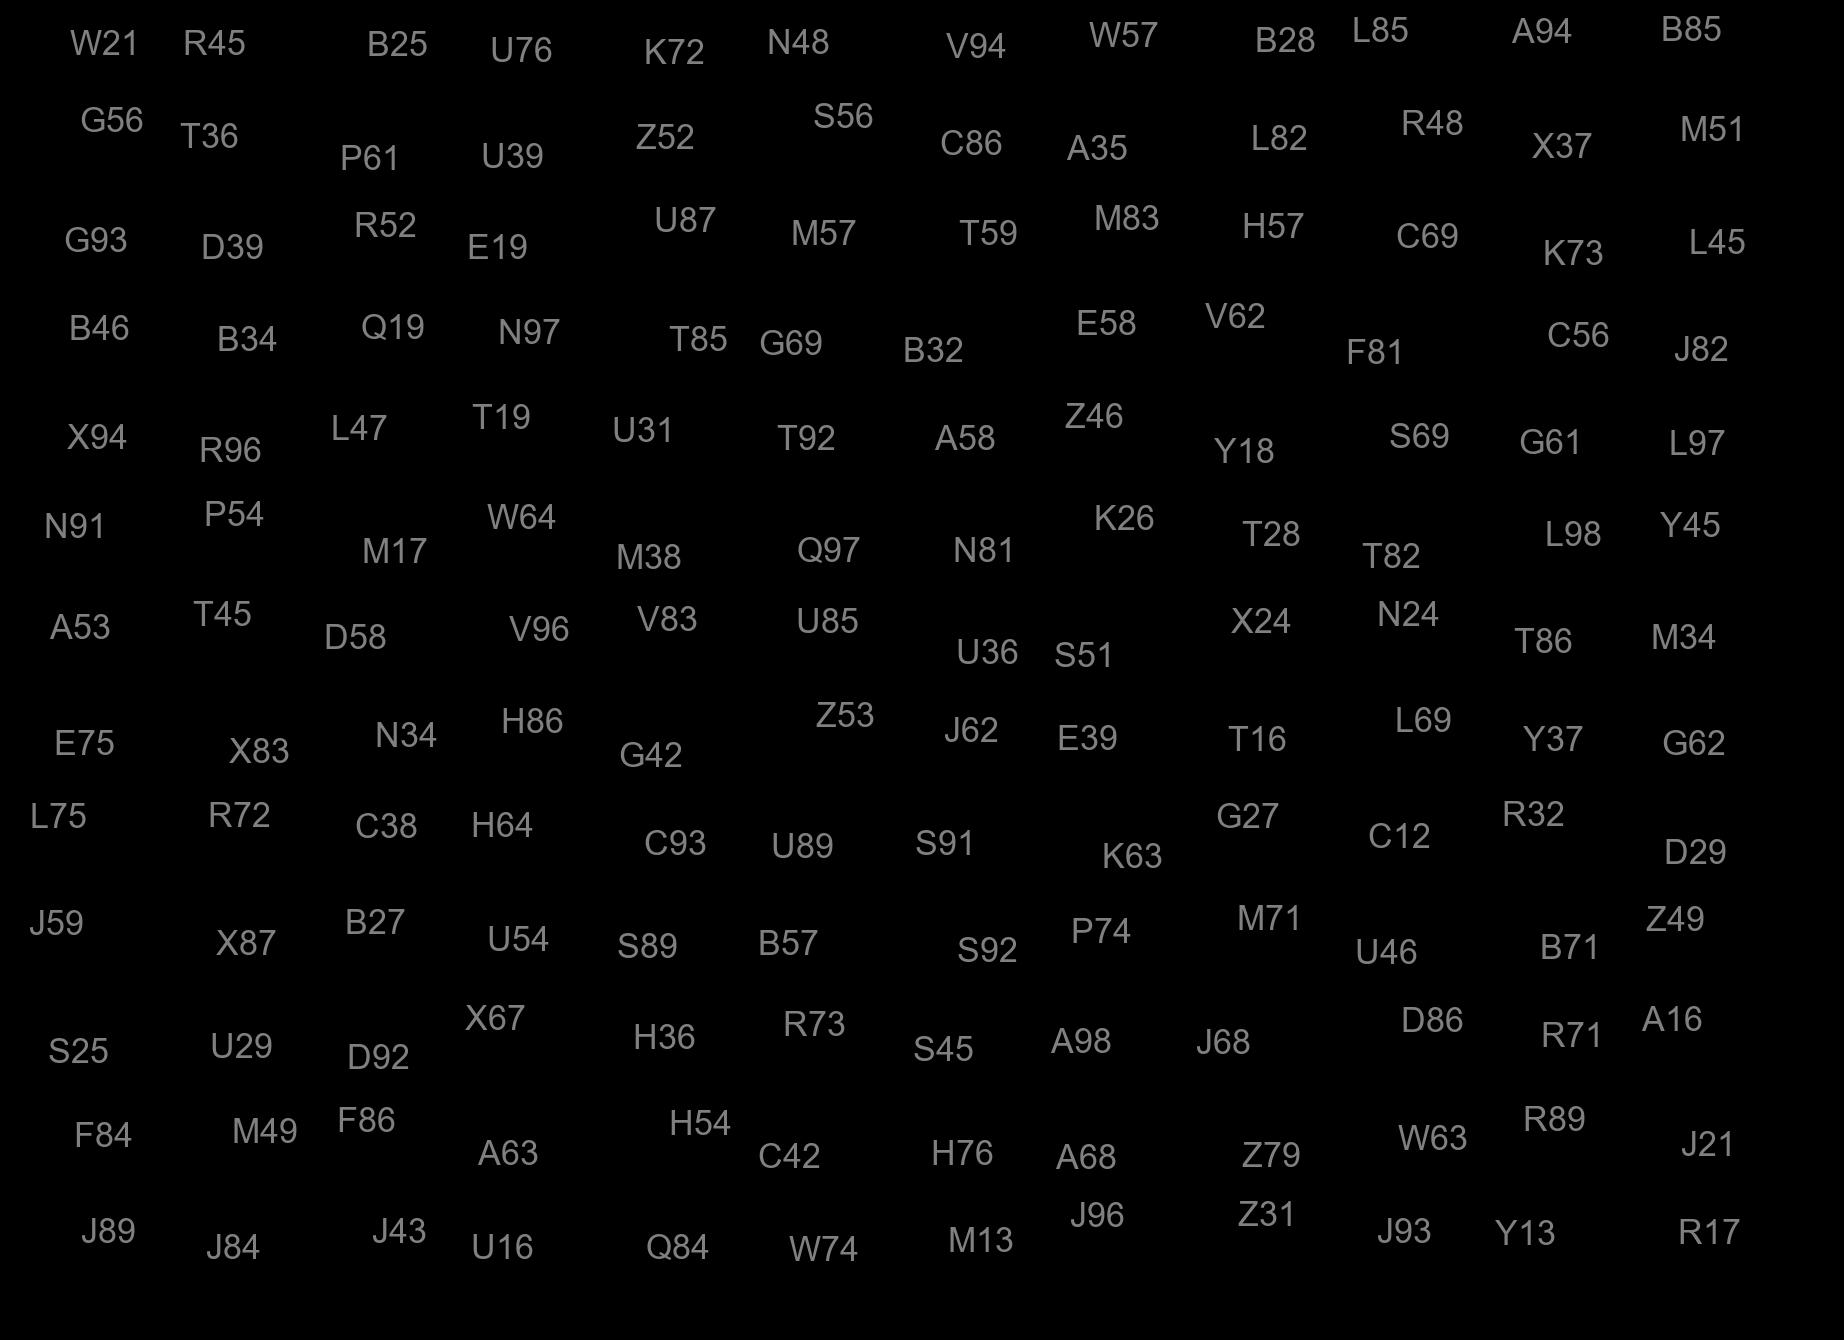 W21 R45 B25 U76 K72 N48 V94 W57 B28 L85 A94 B85
G56 T36 P61 U39 Z52 S56 C86 A35 L82 R48 X37 M51
G93 D39 R52 E19 U87 M57 T59 M83 H57 C69 K73 L45
B46 B34 Q19 N97 T85 G69 B32 E58 V62 F81 C56 J82
X94 R96 L47 T19 U31 T92 A58 Z46 Y18 S69 G61 L97
N91 P54 M17 W64 M38 Q97 N81 K26 T28 T82 L98 Y45
A53 T45 D58 V96 V83 U85 U36 S51 X24 N24 T86 M34
E75 X83 N34 H86 G42 Z53 J62 E39 T16 L69 Y37 G62
L75 R72 C38 H64 C93 U89 S91 K63 G27 C12 R32 D29
J59 X87 B27 U54 S89 B57 S92 P74 M71 U46 B71 Z49
S25 U29 D92 X67 H36 R73 S45 A98 J68 D86 R71 A16
F84 M49 F86 A63 H54 C42 H76 A68 Z79 W63 R89 J21
J89 J84 J43 U16 Q84 W74 M13 J96 Z31 J93 Y13 R17